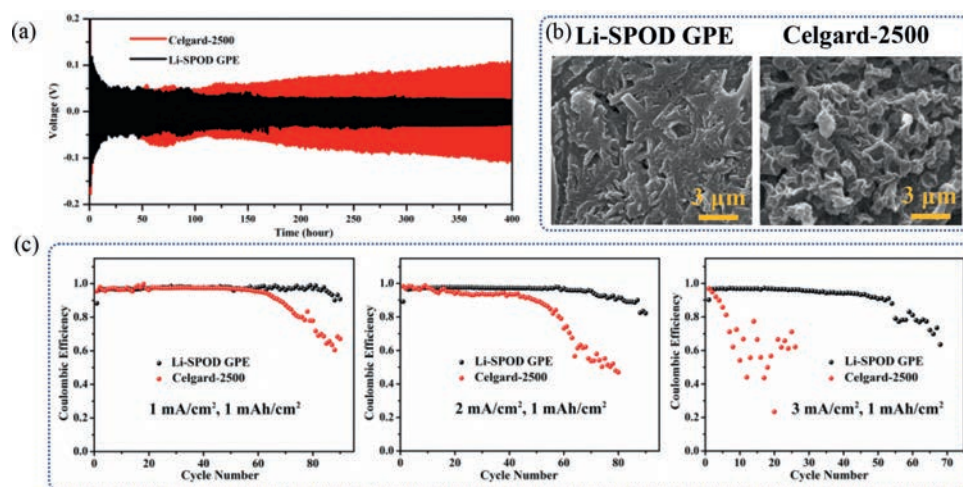 (a)
0.2
0.1
0.0
-0.1
-0.2
Voltage (V)
Celgard-2500
Li-SPOD GPE
0 50 100 150 200 250 300 350 400
Time (hour)
(b)
Li-SPOD GPE
Celgard-2500
3 μm
3 μm
(c)
1.0
0.8
0.6
0.4
0.2
0.0
Coulombic Efficiency
Li-SPOD GPE
Celgard-2500
1 mA/cm², 1 mAh/cm²
0 20 40 60 80
Cycle Number
1.0
0.8
0.6
0.4
0.2
0.0
Coulombic Efficiency
Li-SPOD GPE
Celgard-2500
2 mA/cm², 1 mAh/cm²
0 20 40 60 80
Cycle Number
1.0
0.8
0.6
0.4
0.2
0.0
Coulombic Efficiency
Li-SPOD GPE
Celgard-2500
3 mA/cm², 1 mAh/cm²
0 10 20 30 40 50 60 70
Cycle Number